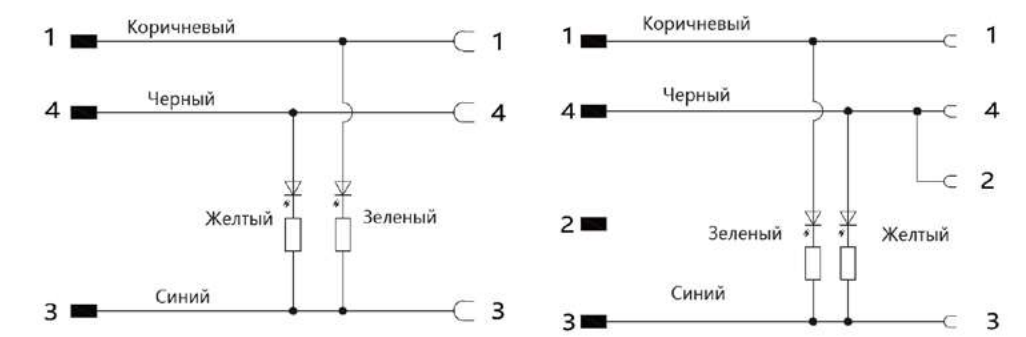 1 Коричневый 1
4 Черный 4
Желтый Зеленый
3 Синий 3
1 Коричневый 1
4 Черный 4
2
2
Зеленый Желтый
3 Синий 3